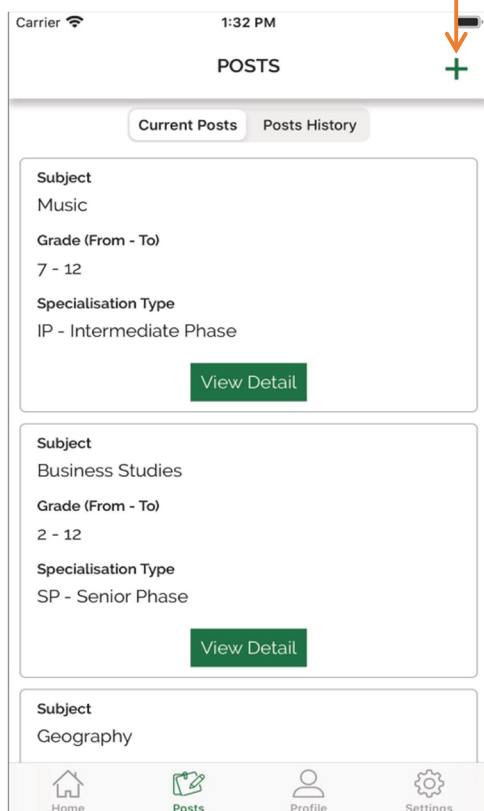 Carrier 1:32 PM
POSTS
Current Posts Posts History
Subject
Music
Grade (From - To)
7 - 12
Specialisation Type
IP - Intermediate Phase
View Detail
Subject
Business Studies
Grade (From - To)
2 - 12
Specialisation Type
SP - Senior Phase
View Detail
Subject
Geography
Home Posts Profile Settings